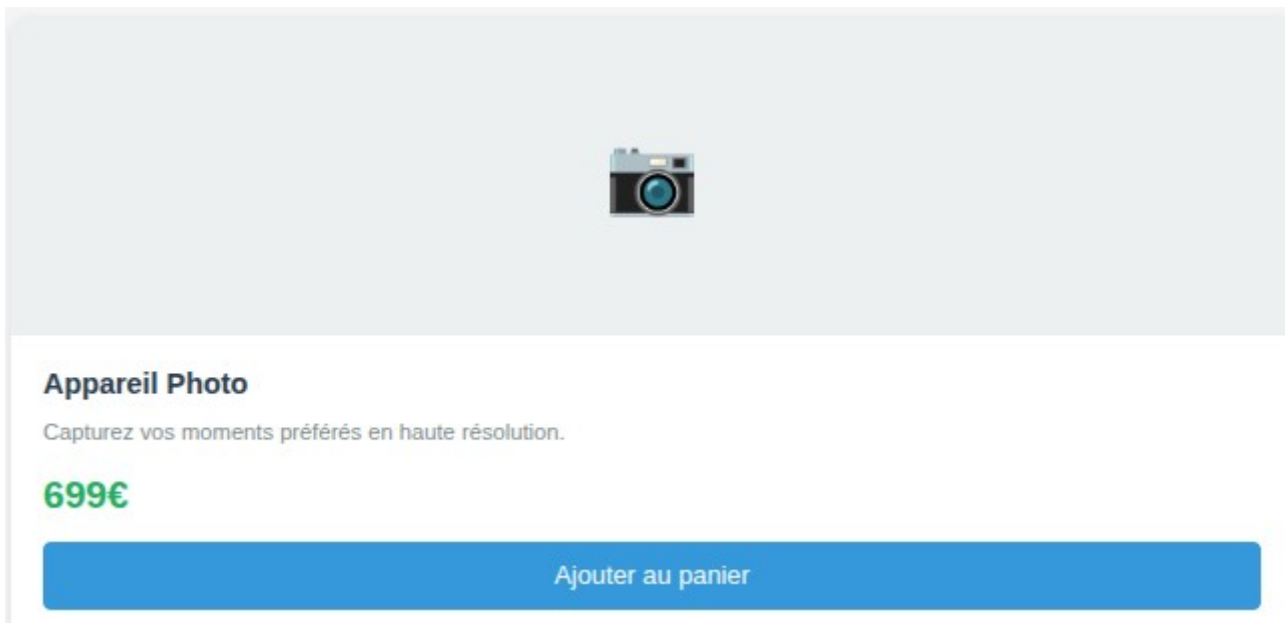 Appareil Photo
Capturez vos moments préférés en haute résolution.
699€
Ajouter au panier